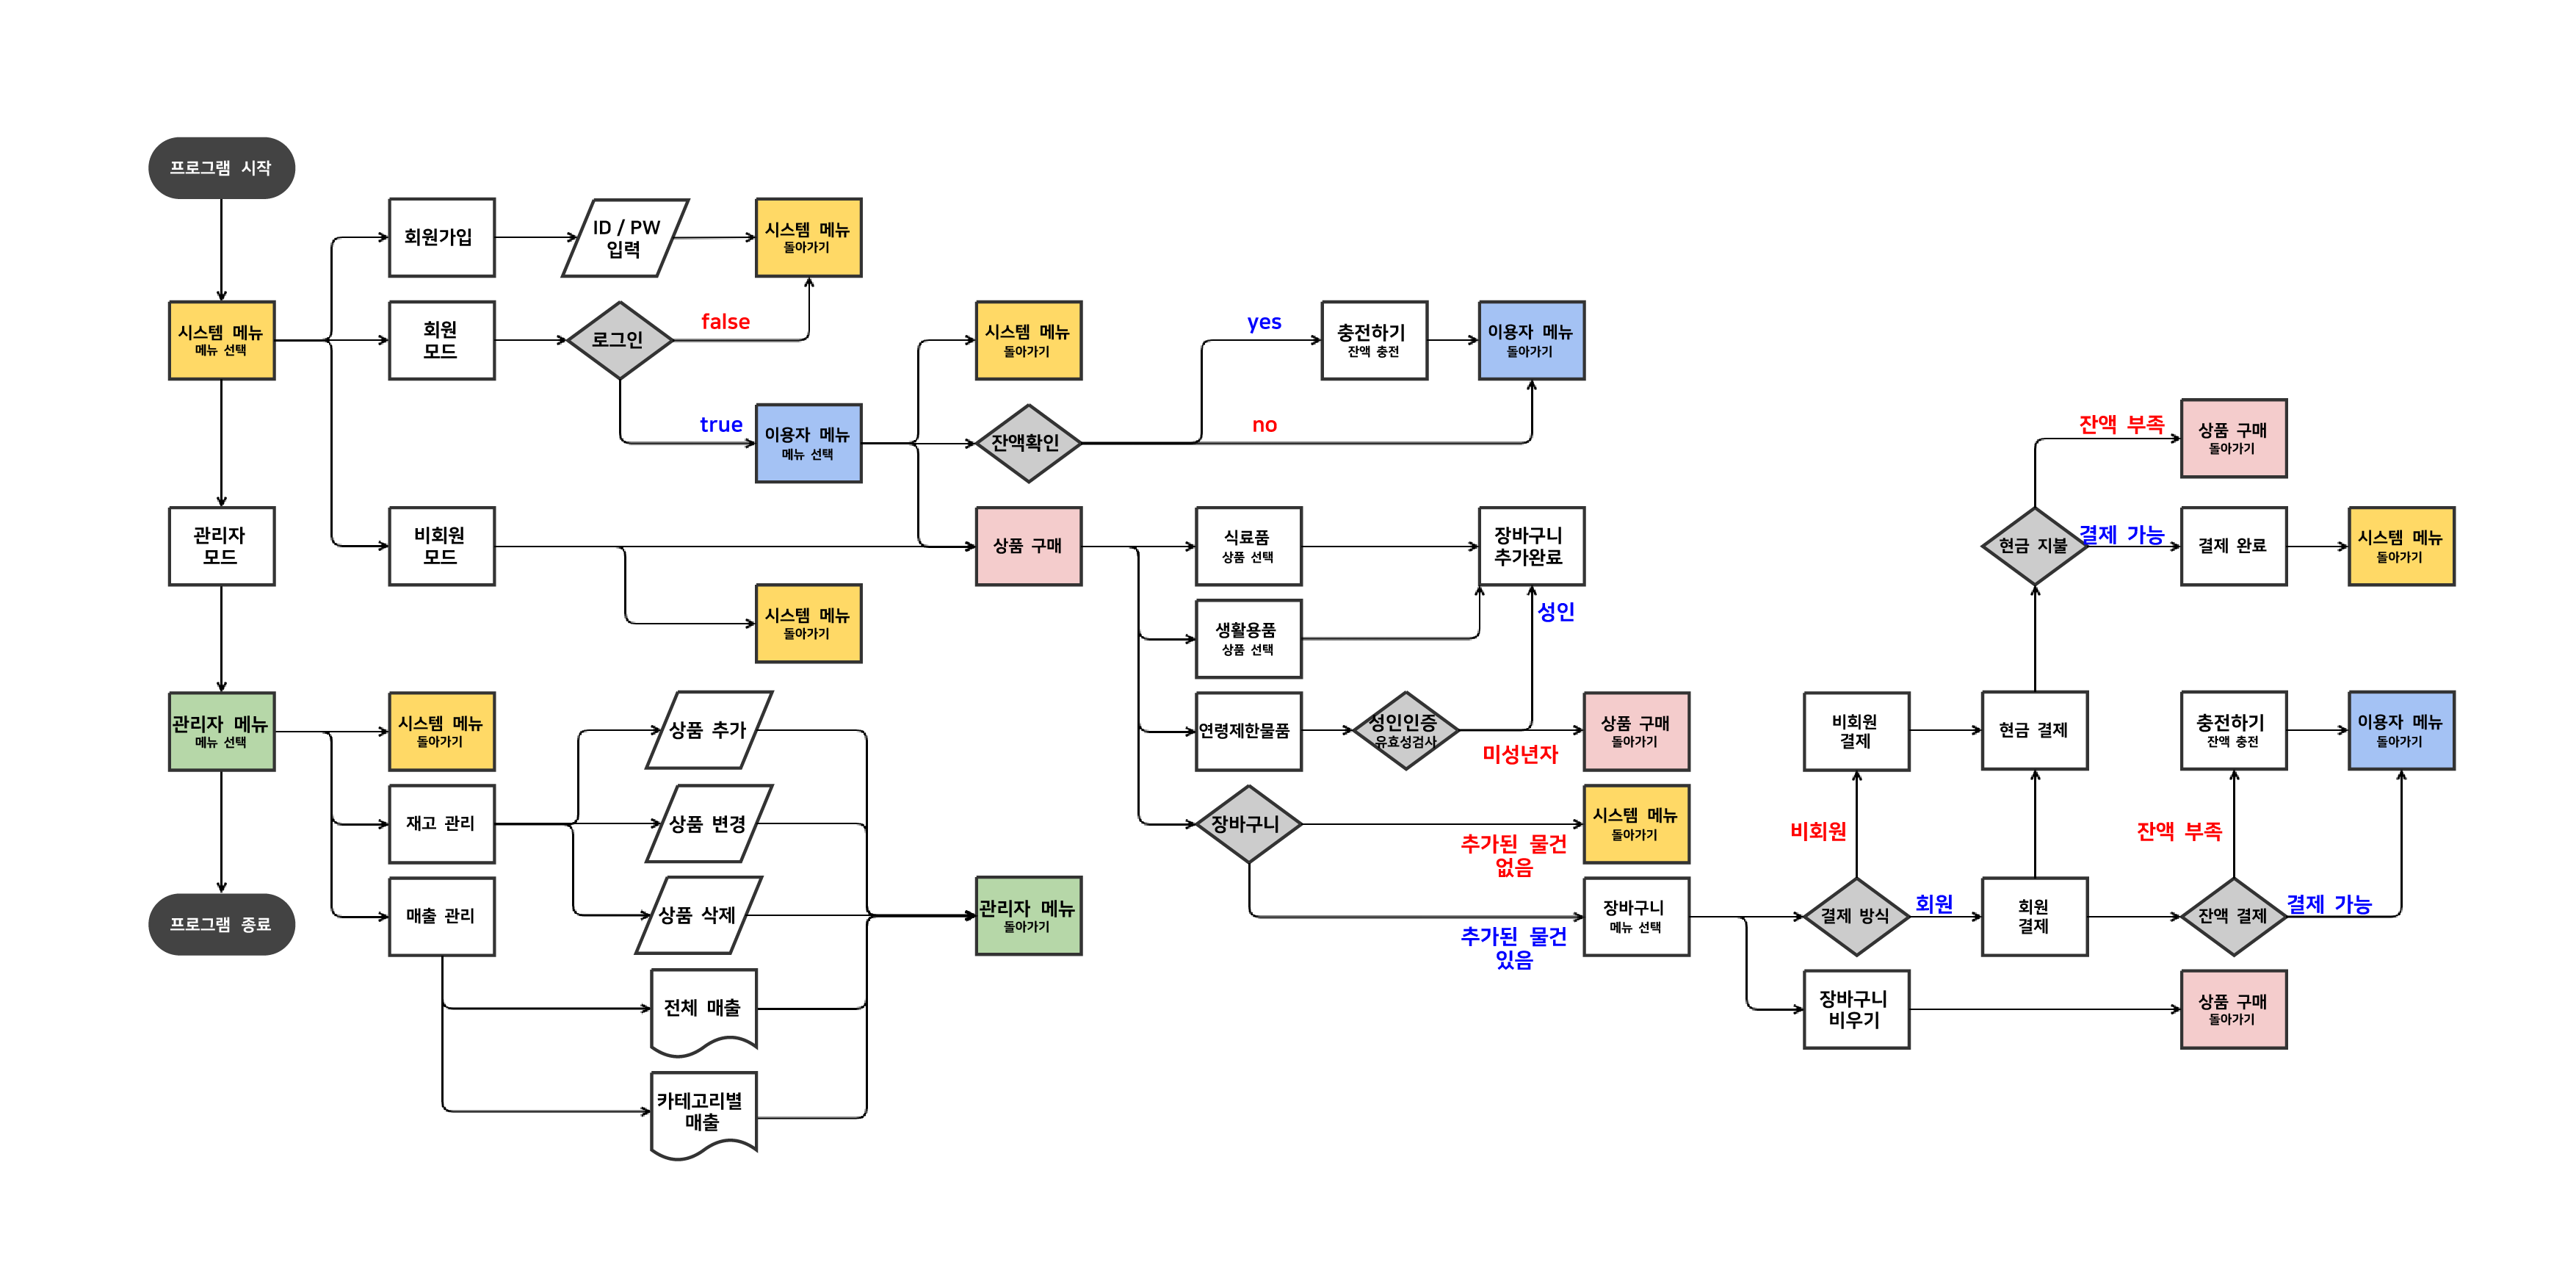 프로그램 시작
회원가입
ID / PW
입력
시스템 메뉴
돌아가기
시스템 메뉴
메뉴 선택
회원
모드
로그인
false
시스템 메뉴
돌아가기
yes
충전하기
잔액 충전
이용자 메뉴
돌아가기
true
이용자 메뉴
메뉴 선택
잔액확인
no
잔액 부족
상품 구매
돌아가기
관리자
모드
비회원
모드
상품 구매
식료품
상품 선택
장바구니
추가완료
현금 지불
결제 가능
결제 완료
시스템 메뉴
돌아가기
시스템 메뉴
돌아가기
생활용품
상품 선택
성인
관리자 메뉴
메뉴 선택
시스템 메뉴
돌아가기
상품 추가
연령제한물품
성인인증
유효성검사
미성년자
상품 구매
돌아가기
비회원
결제
현금 결제
충전하기
잔액 충전
이용자 메뉴
돌아가기
재고 관리
상품 변경
장바구니
추가된 물건
없음
시스템 메뉴
돌아가기
비회원
잔액 부족
프로그램 종료
매출 관리
상품 삭제
관리자 메뉴
돌아가기
추가된 물건
있음
장바구니
메뉴 선택
결제 방식
회원
회원
결제
잔액 결제
결제 가능
전체 매출
장바구니
비우기
상품 구매
돌아가기
카테고리별
매출